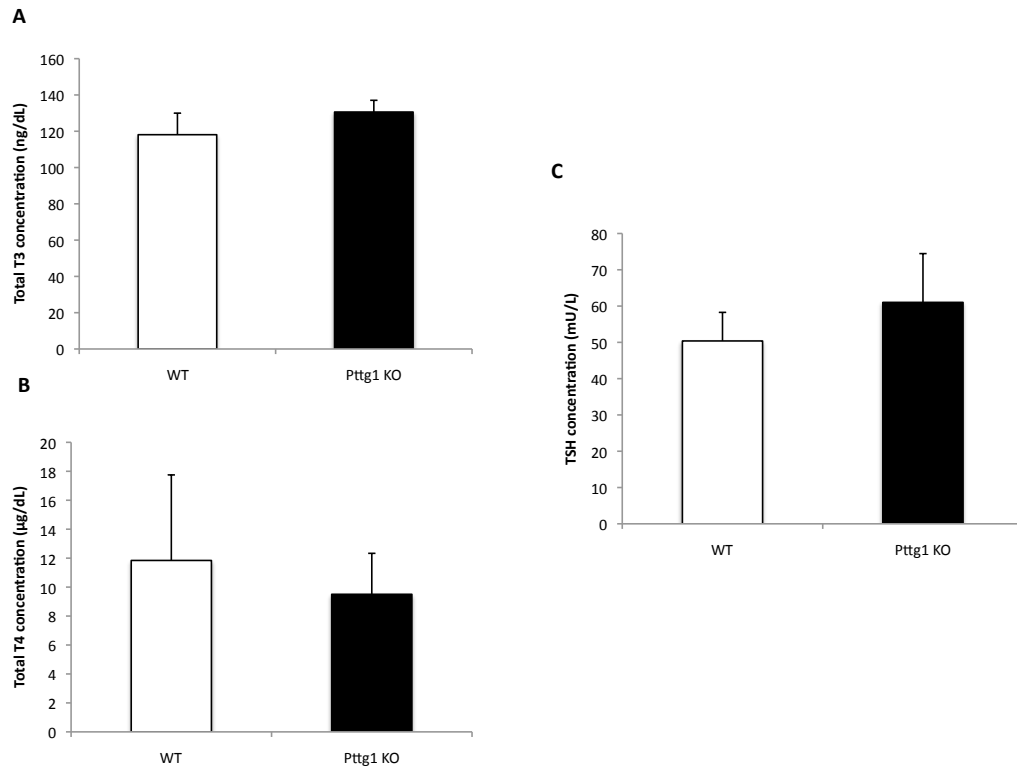 A
Total T3 concentration (ng/dL)
160
140
120
100
80
60
40
20
0
WT
Pttg1 KO
B
Total T4 concentration (µg/dL)
20
18
16
14
12
10
8
6
4
2
0
WT
Pttg1 KO
C
TSH concentration (mU/L)
80
70
60
50
40
30
20
10
0
WT
Pttg1 KO